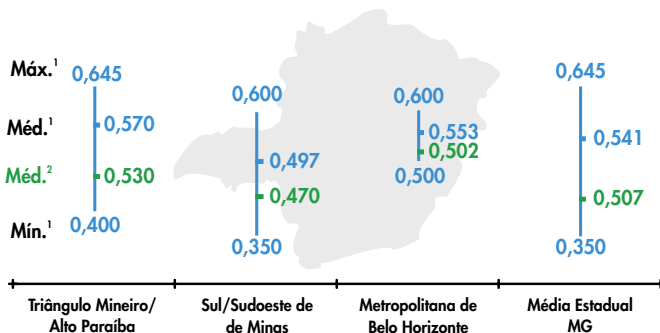 Máx.¹
Méd.¹
Méd.²
Mín.¹
0,645
0,570
0,530
0,400
0,600
0,497
0,470
0,350
0,600
0,553
0,502
0,500
0,645
0,541
0,507
0,350
Triângulo Mineiro/
Alto Paraíba
Sul/Sudoeste de
de Minas
Metropolitana de
Belo Horizonte
Média Estadual
MG